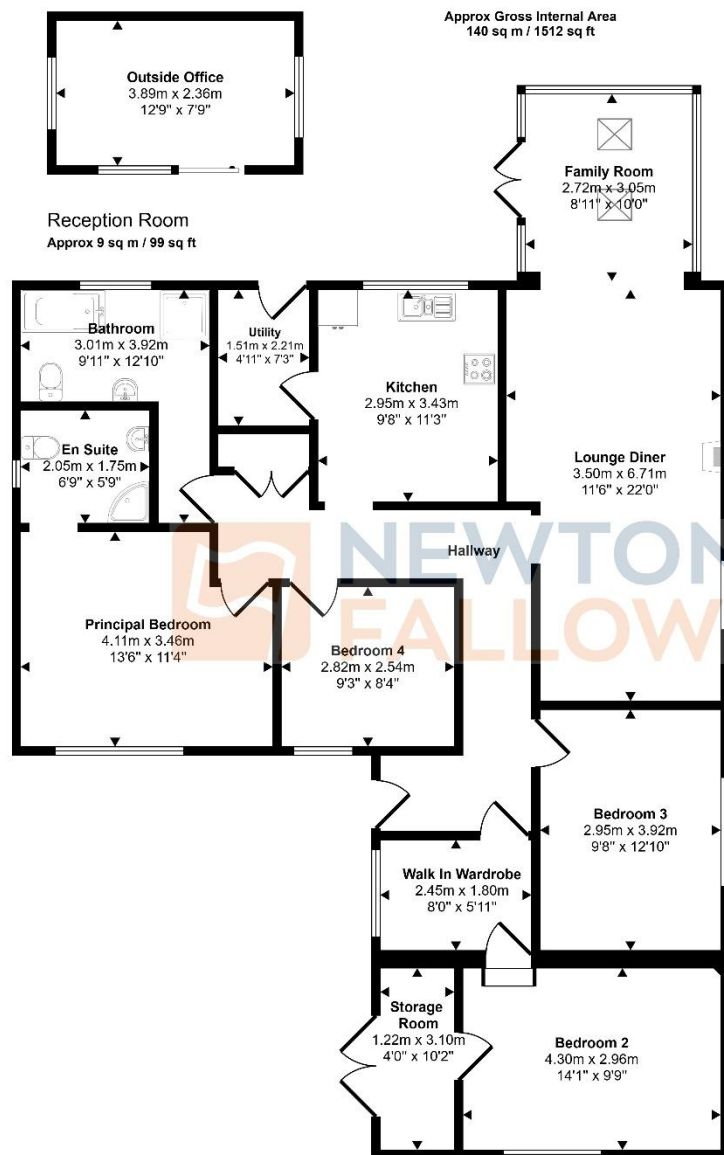 Approx Gross Internal Area
140 sq m / 1512 sq ft
Outside Office
3.89m x 2.36m
12'9" x 7'9"
Reception Room
Approx 9 sq m / 99 sq ft
Family Room
2.72m x 3.05m
8'11" x 10'0"
Bathroom
3.01m x 3.92m
9'11" x 12'10"
Utility
1.51m x 2.21m
4'11" x 7'3"
Kitchen
2.95m x 3.43m
9'8" x 11'3"
En Suite
2.05m x 1.75m
6'9" x 5'9"
Lounge Diner
3.50m x 6.71m
11'6" x 22'0"
Hallway
NEWTON
FALLOW
Principal Bedroom
4.11m x 3.46m
13'6" x 11'4"
Bedroom 4
2.82m x 2.54m
9'3" x 8'4"
Bedroom 3
2.95m x 3.92m
9'8" x 12'10"
Walk In Wardrobe
2.45m x 1.80m
8'0" x 5'11"
Storage
Room
1.22m x 3.10m
4'0" x 10'2"
Bedroom 2
4.30m x 2.96m
14'1" x 9'9"